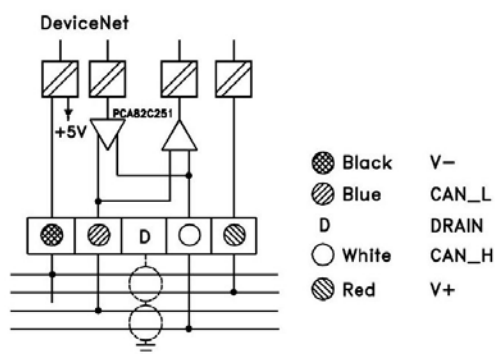 DeviceNet
PCA82C251
+5V
Black V-
Blue CAN_L
D
D DRAIN
White CAN_H
Red V+